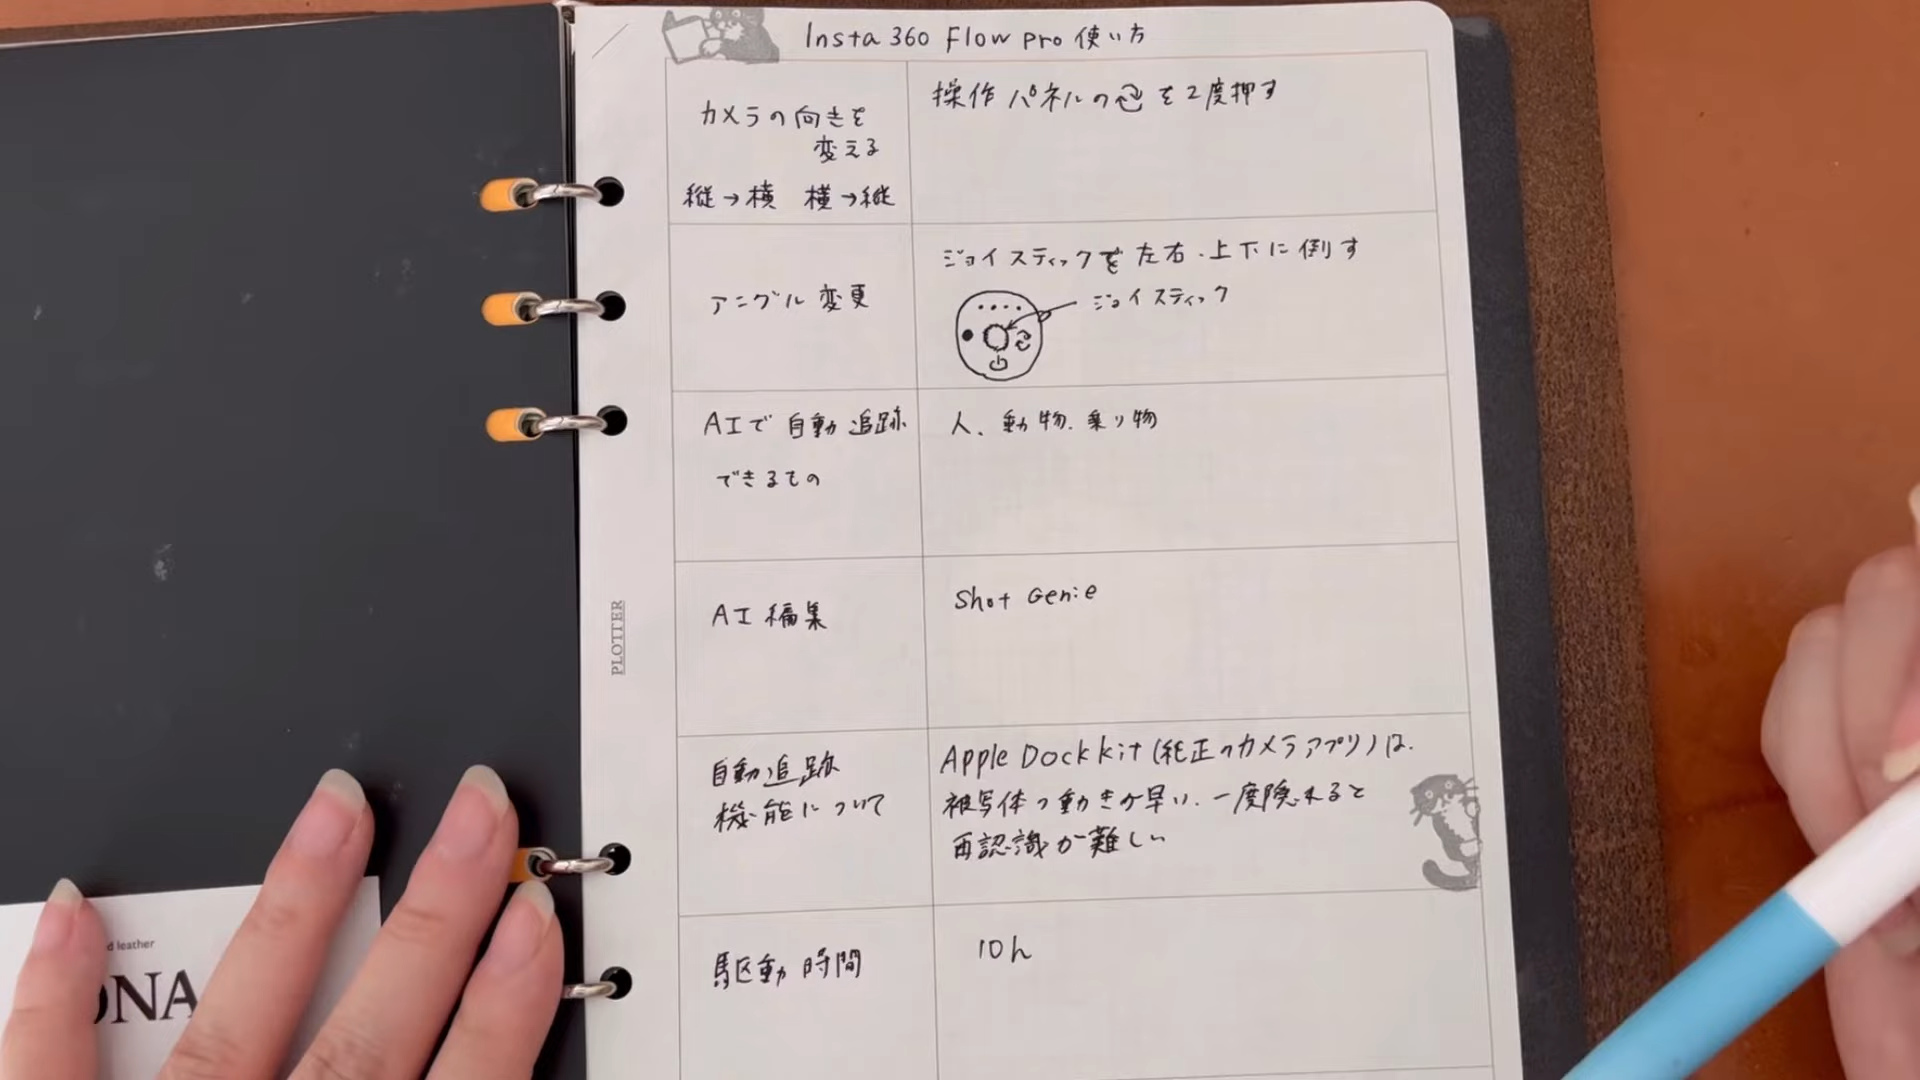 Insta 360 Flow pro 使い方
カメラの向きを
変える
縦→横 横→縦
操作パネルの を2度押す
アングル変更
ジョイスティックを左右・上下に倒す
ジョイスティック
AIで自動追跡
できるもの
人、動物、乗り物
AI編集
Shot Genie
自動追跡
機能について
Apple Dock kit (純正のカメラアプリ)は、
被写体の動きが早い、一度隠れると
再認識が難しい
駆動時間
10h
PLOTTER
d leather
ONA